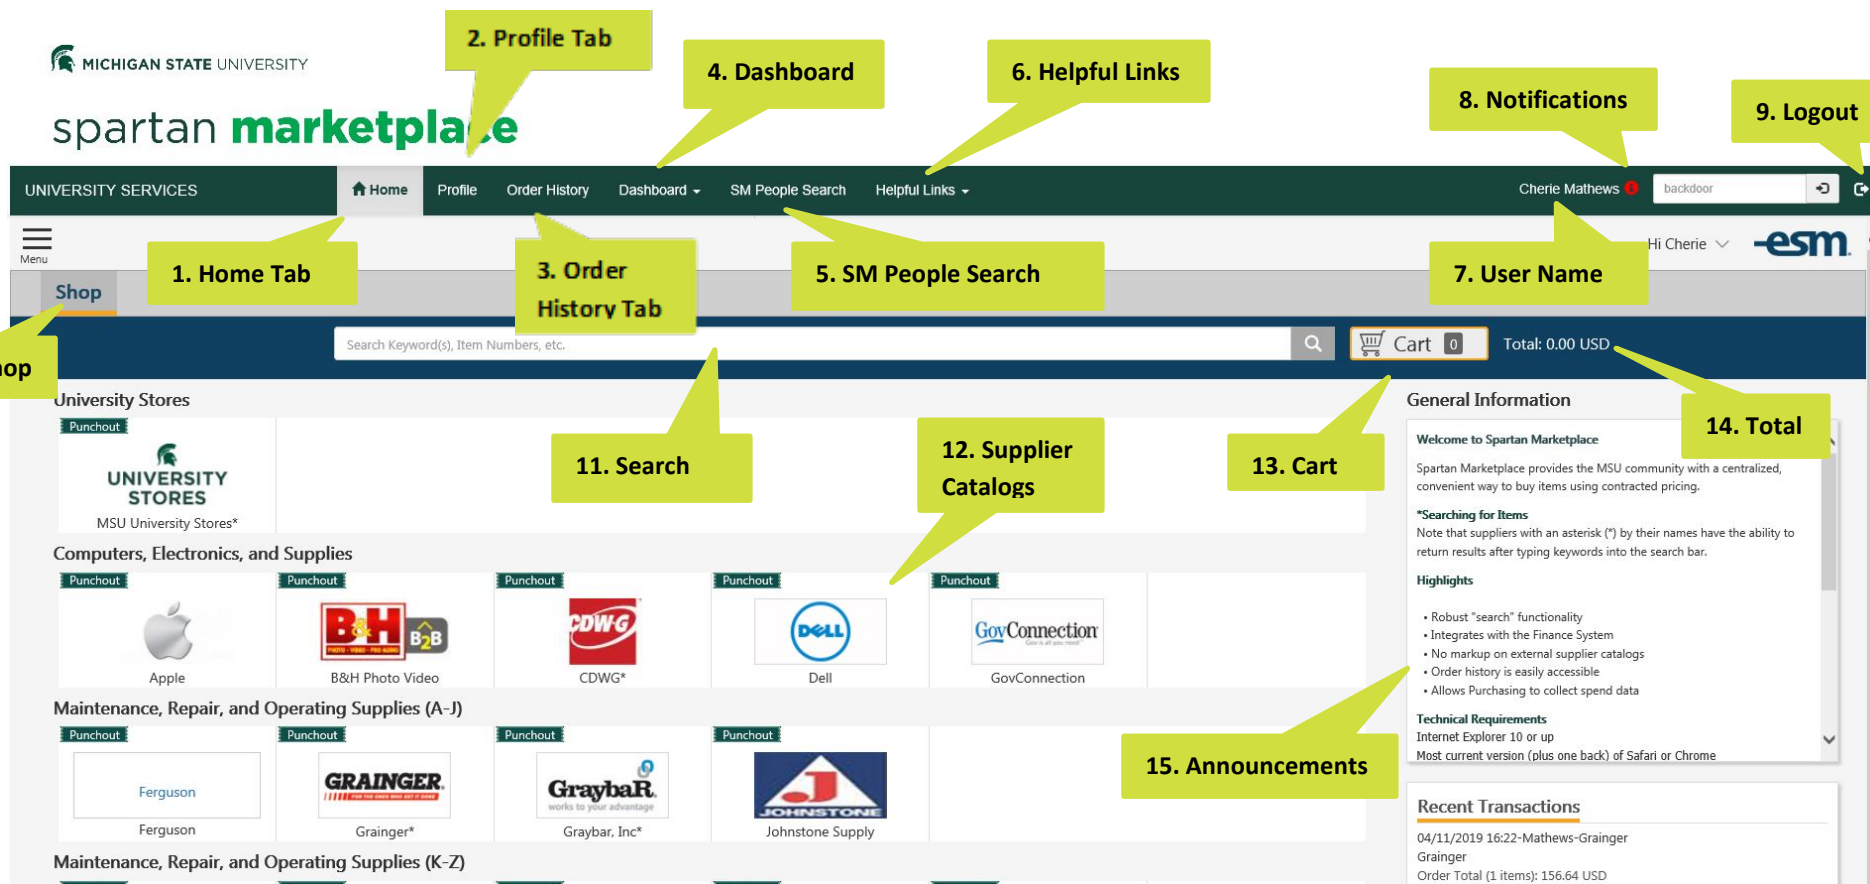 2. Profile Tab
4. Dashboard
6. Helpful Links
8. Notifications
9. Logout
MICHIGAN STATE UNIVERSITY
spartan marketplace
UNIVERSITY SERVICES
Home
Profile
Order History
Dashboard
SM People Search
Helpful Links
Cherie Mathews
backdoor
Menu
1. Home Tab
3. Order
History Tab
5. SM People Search
7. User Name
Hi Cherie
esm
Shop
Search Keyword(s), Item Numbers, etc.
Cart 0
Total: 0.00 USD
op
11. Search
12. Supplier
Catalogs
13. Cart
14. Total
University Stores
Punchout
UNIVERSITY
STORES
MSU University Stores*
Computers, Electronics, and Supplies
Punchout
Punchout
Punchout
Punchout
Punchout
B&H
B2B
PHOTO - VIDEO - PRO AUDIO
CDW·G
DELL
GovConnection
Apple
B&H Photo Video
CDWG*
Dell
GovConnection
Maintenance, Repair, and Operating Supplies (A-J)
Punchout
Punchout
Punchout
Punchout
Ferguson
GRAINGER
FOR THE ONES WHO GET IT DONE
GraybaR
works to your advantage
JOHNSTONE
Ferguson
Grainger*
Graybar, Inc*
Johnstone Supply
Maintenance, Repair, and Operating Supplies (K-Z)
General Information
Welcome to Spartan Marketplace
Spartan Marketplace provides the MSU community with a centralized,
convenient way to buy items using contracted pricing.
*Searching for Items
Note that suppliers with an asterisk (*) by their names have the ability to
return results after typing keywords into the search bar.
Highlights
• Robust "search" functionality
• Integrates with the Finance System
• No markup on external supplier catalogs
• Order history is easily accessible
• Allows Purchasing to collect spend data
Technical Requirements
Internet Explorer 10 or up
Most current version (plus one back) of Safari or Chrome
15. Announcements
Recent Transactions
04/11/2019 16:22-Mathews-Grainger
Grainger
Order Total (1 items): 156.64 USD